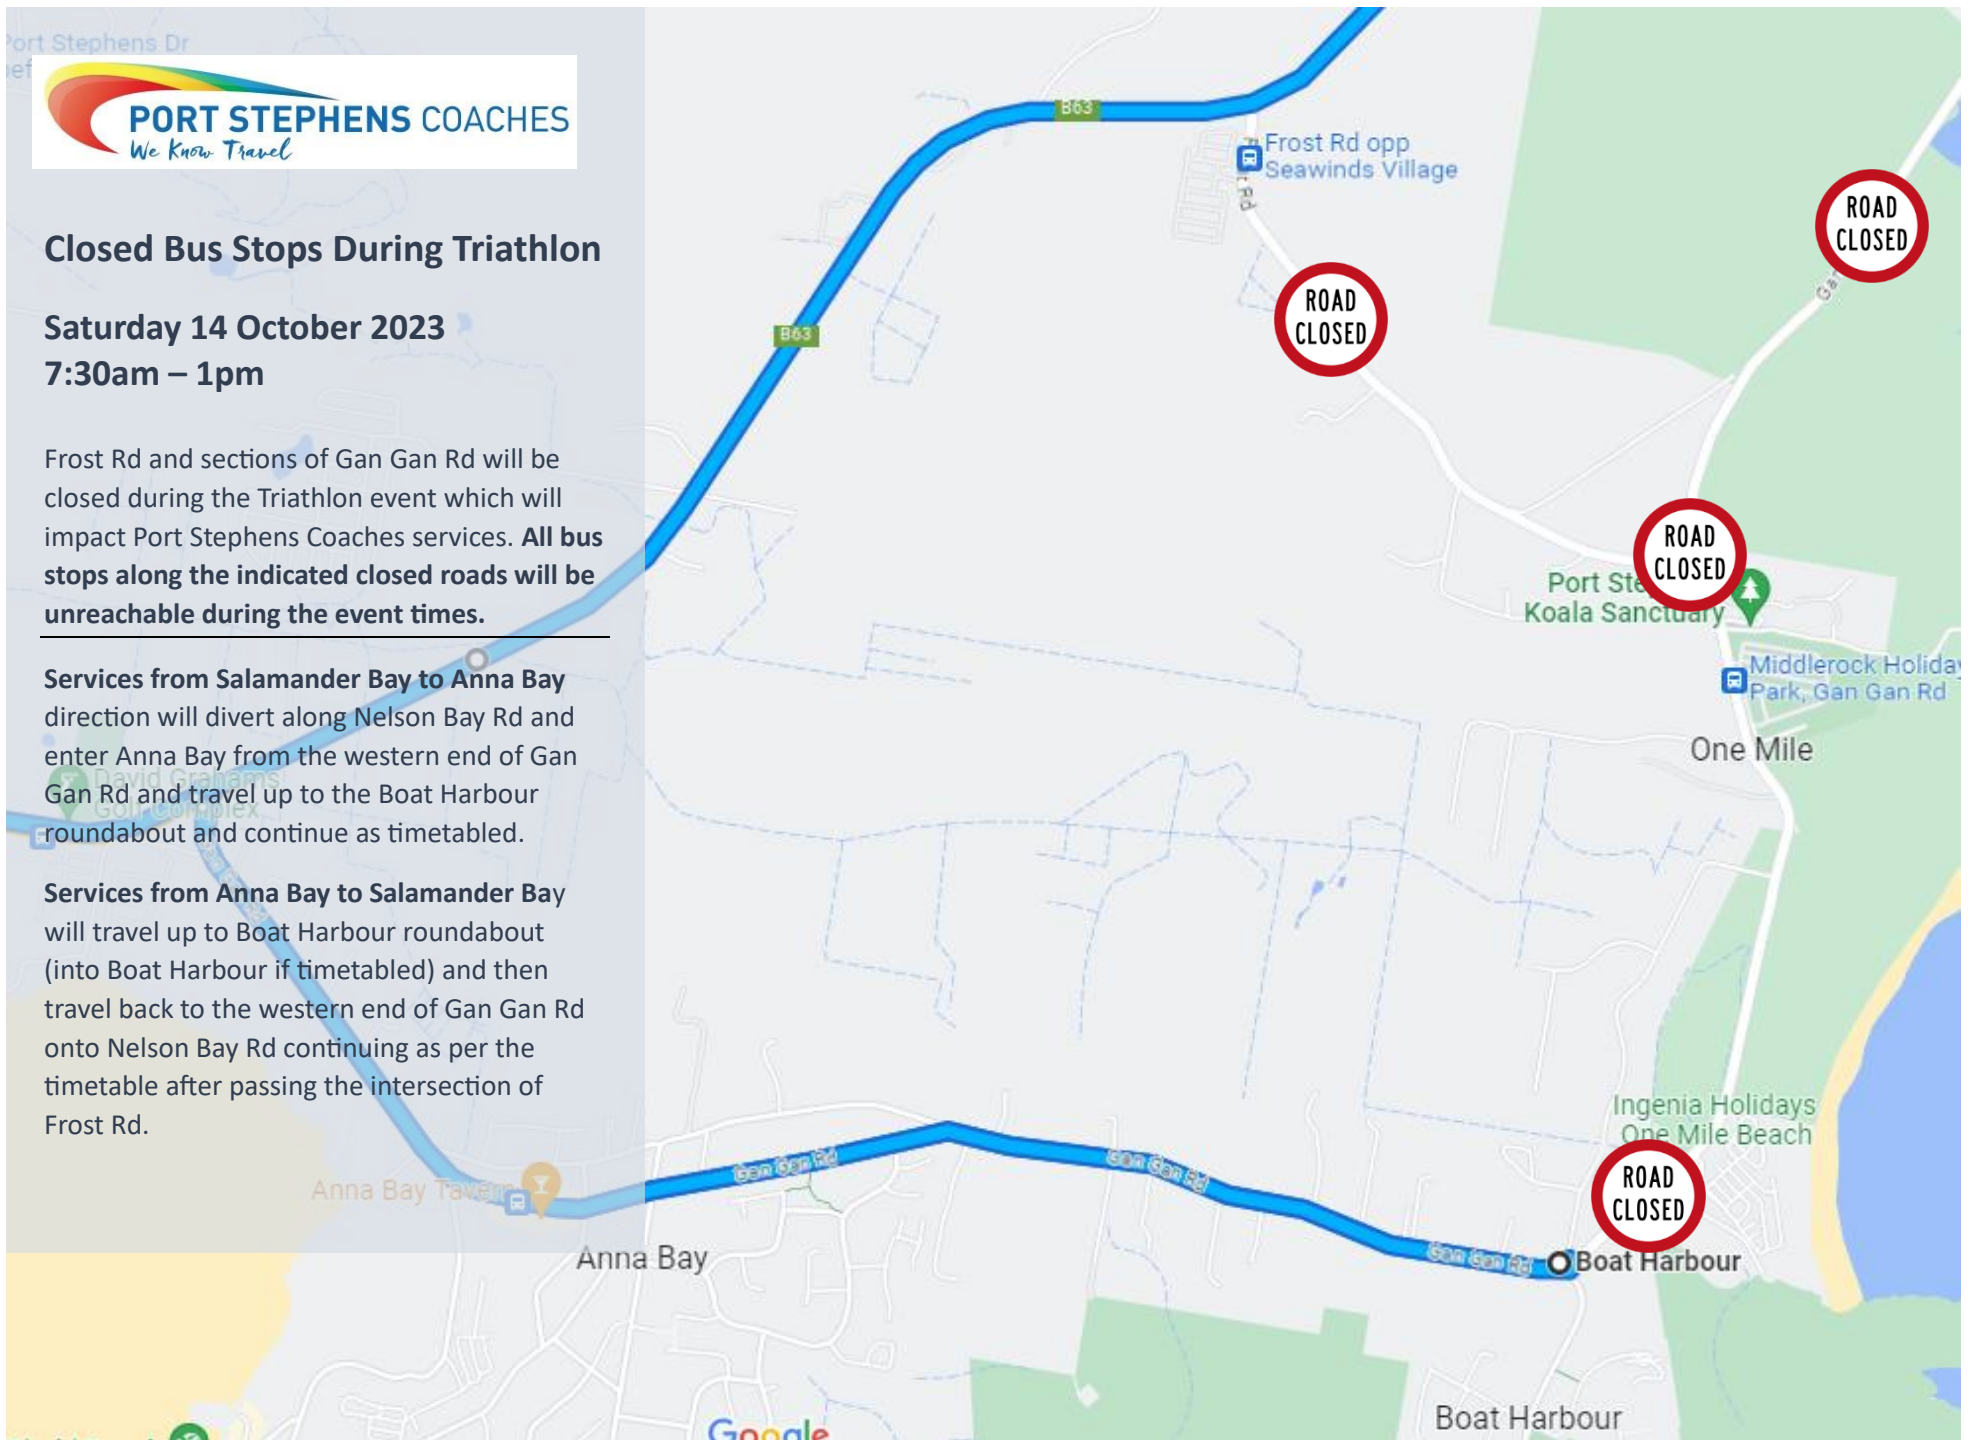 Port Stephens Dr
PORT STEPHENS COACHES
We Know Travel
Closed Bus Stops During Triathlon
Saturday 14 October 2023
7:30am – 1pm
Frost Rd and sections of Gan Gan Rd will be
closed during the Triathlon event which will
impact Port Stephens Coaches services. All bus
stops along the indicated closed roads will be
unreachable during the event times.
Services from Salamander Bay to Anna Bay
direction will divert along Nelson Bay Rd and
enter Anna Bay from the western end of Gan
Gan Rd and travel up to the Boat Harbour
roundabout and continue as timetabled.
Services from Anna Bay to Salamander Bay
will travel up to Boat Harbour roundabout
(into Boat Harbour if timetabled) and then
travel back to the western end of Gan Gan Rd
onto Nelson Bay Rd continuing as per the
timetable after passing the intersection of
Frost Rd.
David Grahams
Golf Complex
Gan Gan Rd
Anna Bay Tavern
B63
B63
Frost Rd opp
Seawinds Village
ROAD
CLOSED
ROAD
CLOSED
ROAD
CLOSED
Koala Sanctuary
Middlerock Holiday
Park, Gan Gan Rd
One Mile
Ingenia Holidays
One Mile Beach
ROAD
CLOSED
Gan Gan Rd
Gan Gan Rd
Gan Gan Rd
Boat Harbour
Anna Bay
Boat Harbour
Google